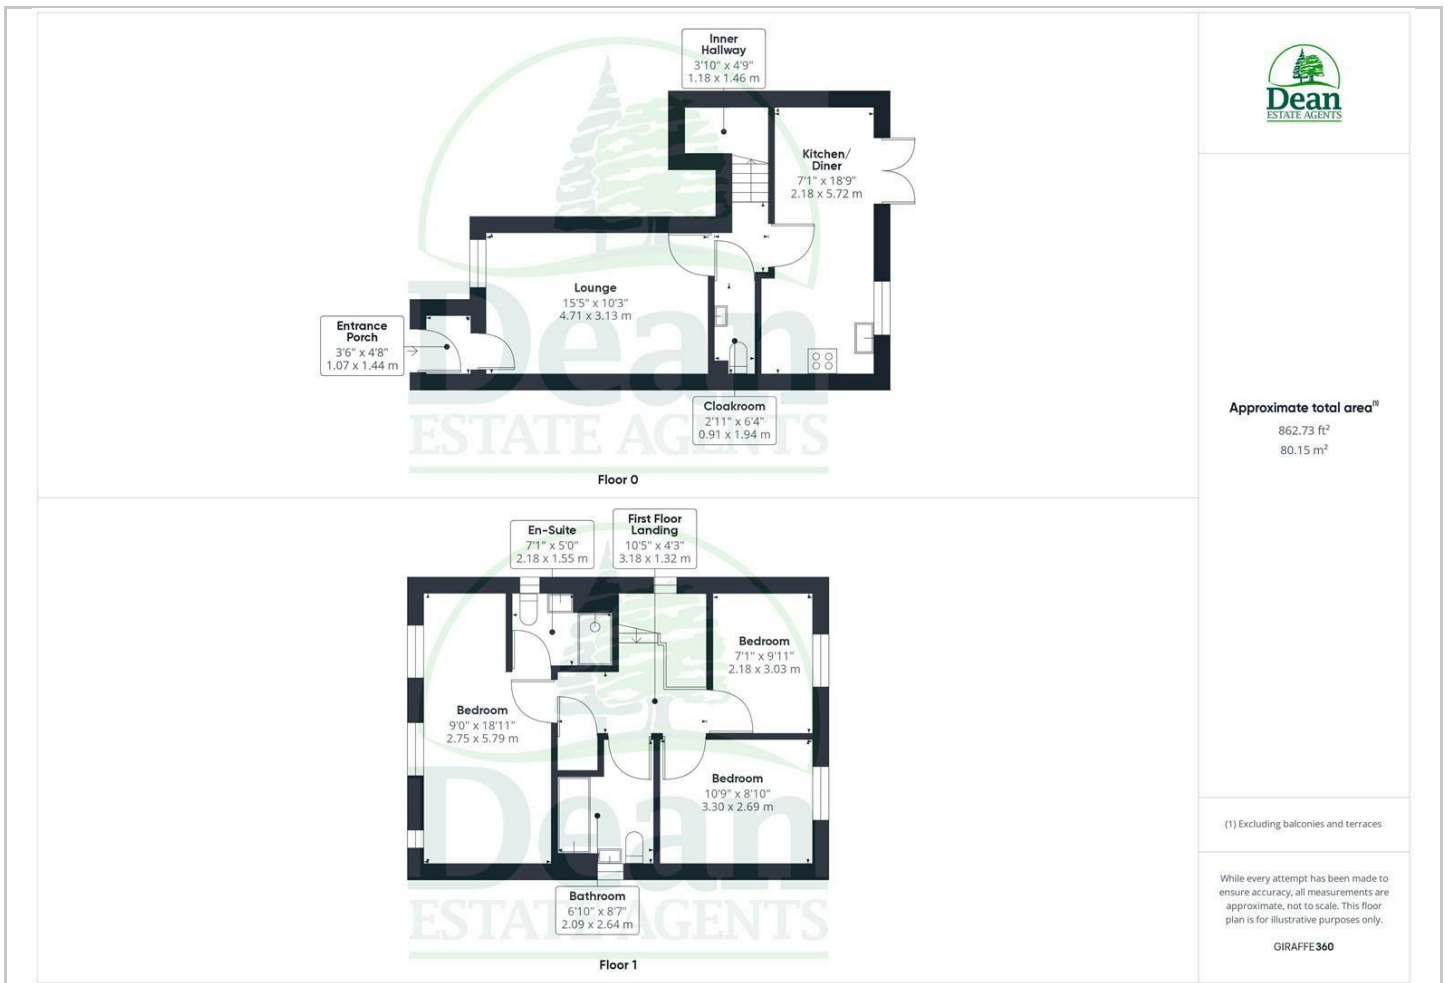 Inner
Hallway
3'10" x 4'9"
1.18 x 1.46 m
Kitchen/
Diner
7'1" x 18'9"
2.18 x 5.72 m
Lounge
15'5" x 10'3"
4.71 x 3.13 m
Entrance
Porch
3'6" x 4'8"
1.07 x 1.44 m
Cloakroom
2'11" x 6'4"
0.91 x 1.94 m
Dean
ESTATE AGENTS
Floor 0
En-Suite
7'1" x 5'0"
2.18 x 1.55 m
First Floor
Landing
10'5" x 4'3"
3.18 x 1.32 m
Bedroom
7'1" x 9'11"
2.18 x 3.03 m
Bedroom
9'0" x 18'11"
2.75 x 5.79 m
Bedroom
10'9" x 8'10"
3.30 x 2.69 m
Bathroom
6'10" x 8'7"
2.09 x 2.64 m
Dean
ESTATE AGENTS
Floor 1
Dean
ESTATE AGENTS
Approximate total area(1)
862.73 ft²
80.15 m²
(1) Excluding balconies and terraces
While every attempt has been made to
ensure accuracy, all measurements are
approximate, not to scale. This floor
plan is for illustrative purposes only.
GIRAFFE360